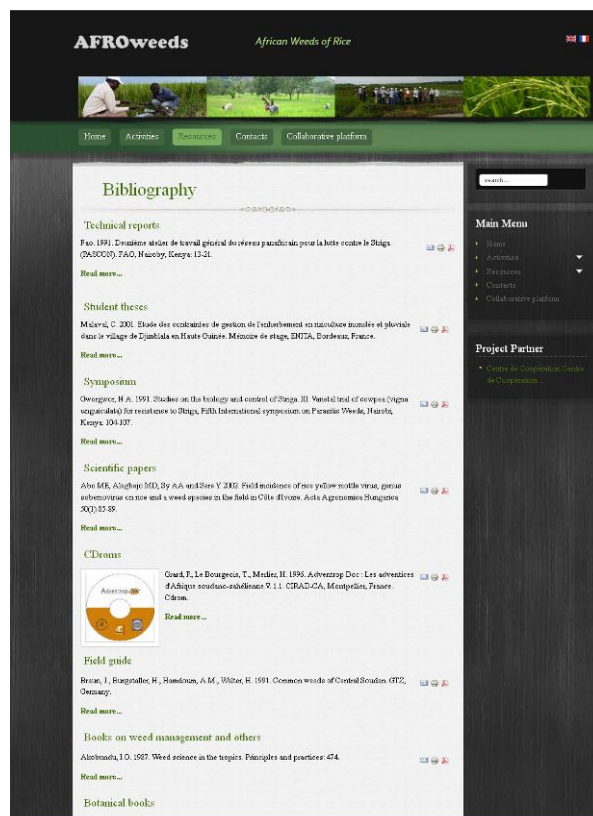 AFROweeds
African Weeds of Rice
Home
Activities
Resources
Contacts
Collaborative platform
search...
Bibliography
Technical reports
Fao. 1991. Deuxième atelier de travail général du réseau panafricain pour la lutte contre le Striga
(PASCON). FAO, Nairoby, Kenya: 13-21.
Read more...
Student theses
Malaval, C. 2001. Etude des contraintes de gestion de l'enherbement en riziculture inondée et pluviale
dans le village de Djimblala en Haute Guinée. Mémoire de stage, ENITA, Bordeaux, France.
Read more...
Symposium
N.A. 1991. Studies on the biology and control of Striga. III. Varietal trial of cowpea (vigna
unguiculata) for resistance to Striga, Fifth International symposium on Parasitic Weeds, Nairobi,
Kenya: 104-107.
Read more...
Scientific papers
Abo ME, Alegbejo MD, Sy AA and Sere Y. 2002. Field incidence of rice yellow mottle virus, genus
sobemovirus on rice and a weed species in the field in Côte d'Ivoire. Acta Agronomica Hungarica
50(1):85-89.
Read more...
CDroms
Grard, P., Le Bourgeois, T., Merlier, H. 1996. Adventrop Doc : Les adventices
d'Afrique soudano-sahélienne.V. 1.1. CIRAD-CA, Montpellier, France.
Cdrom.
Read more...
Adventrop
Field guide
Braun, J., Burgstaller, H., Hamdoun, A.M., Walter, H. 1991. Common weeds of Central Soudan. GTZ,
Germany.
Read more...
Books on weed management and others
Akobundu, I.O. 1987. Weed science in the tropics. Principles and practices: 474.
Read more...
Botanical books
Main Menu
Home
Activities
Resources
Contacts
Collaborative platform
Project Partner
Centre de Coopération Centre
de Coopération...